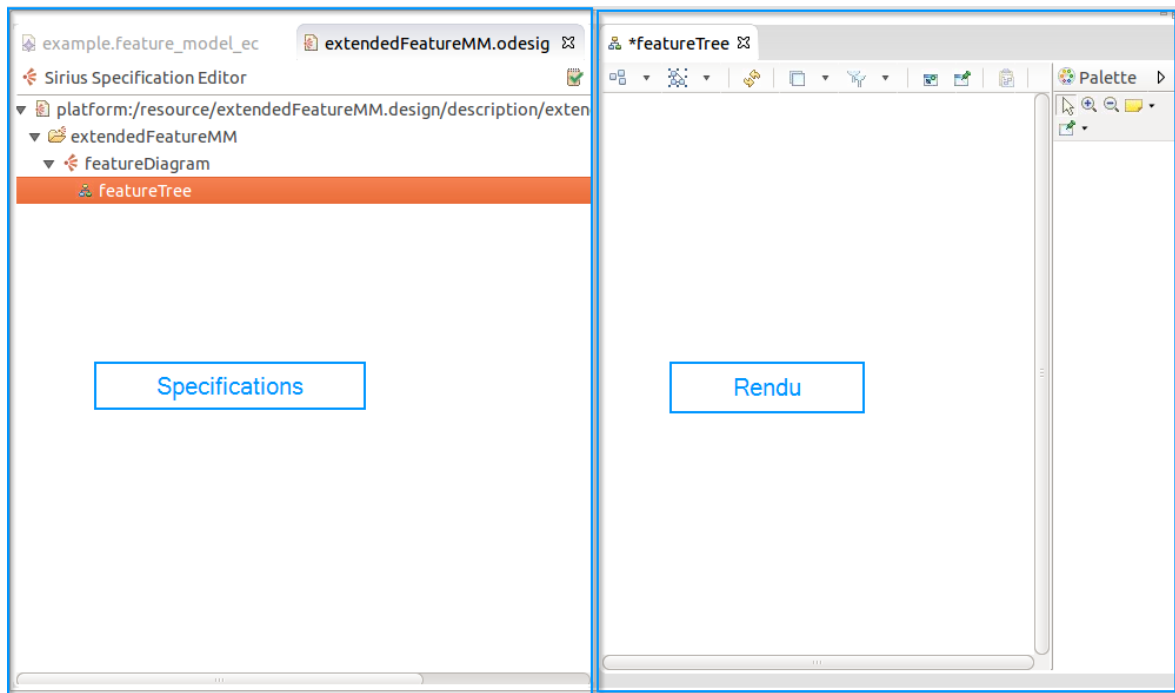 example.feature_model_ec
extendedFeatureMM.odesig
Sirius Specification Editor
platform:/resource/extendedFeatureMM.design/description/exten
extendedFeatureMM
featureDiagram
featureTree
Specifications
*featureTree
Palette
Rendu